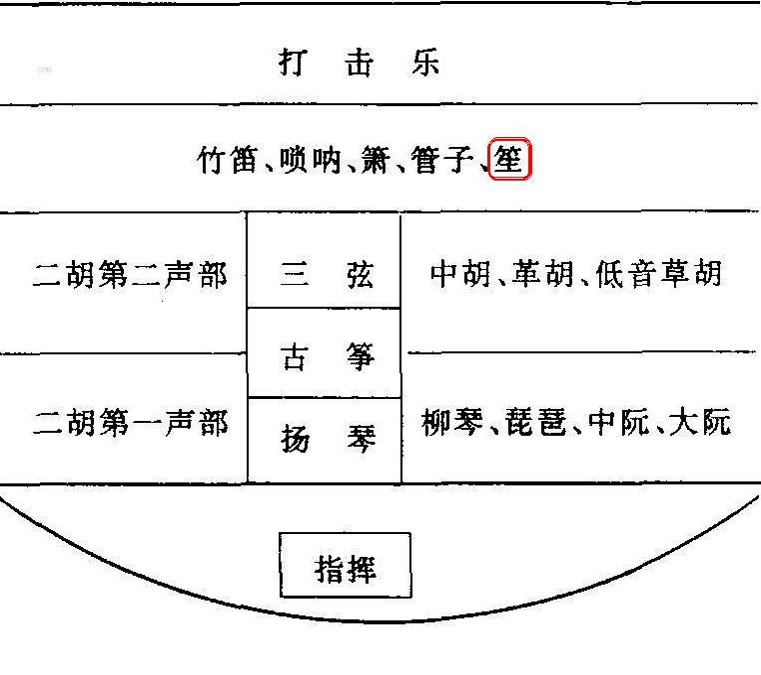 打击乐
竹笛、唢呐、箫、管子、笙
二胡第二声部
三弦
中胡、革胡、低音草胡
古筝
二胡第一声部
扬琴
柳琴、琵琶、中阮、大阮
指挥